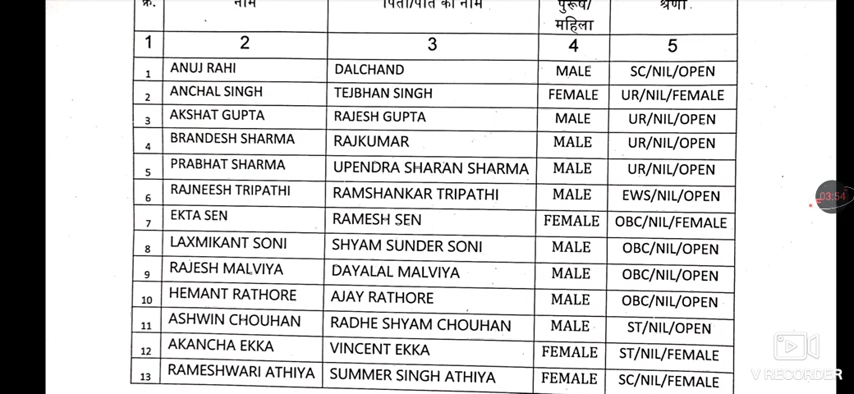 क्र. नाम पिता/पति का नाम पुरूष/ श्रेणी
महिला
1 2 3 4 5
1 ANUJ RAHI DALCHAND MALE SC/NIL/OPEN
2 ANCHAL SINGH TEJBHAN SINGH FEMALE UR/NIL/FEMALE
3 AKSHAT GUPTA RAJESH GUPTA MALE UR/NIL/OPEN
4 BRANDESH SHARMA RAJKUMAR MALE UR/NIL/OPEN
5 PRABHAT SHARMA UPENDRA SHARAN SHARMA MALE UR/NIL/OPEN
6 RAJNEESH TRIPATHI RAMSHANKAR TRIPATHI MALE EWS/NIL/OPEN
7 EKTA SEN RAMESH SEN FEMALE OBC/NIL/FEMALE
8 LAXMIKANT SONI SHYAM SUNDER SONI MALE OBC/NIL/OPEN
9 RAJESH MALVIYA DAYALAL MALVIYA MALE OBC/NIL/OPEN
10 HEMANT RATHORE AJAY RATHORE MALE OBC/NIL/OPEN
11 ASHWIN CHOUHAN RADHE SHYAM CHOUHAN MALE ST/NIL/OPEN
12 AKANCHA EKKA VINCENT EKKA FEMALE ST/NIL/FEMALE
13 RAMESHWARI ATHIYA SUMMER SINGH ATHIYA FEMALE SC/NIL/FEMALE
03:54
V RECORDER